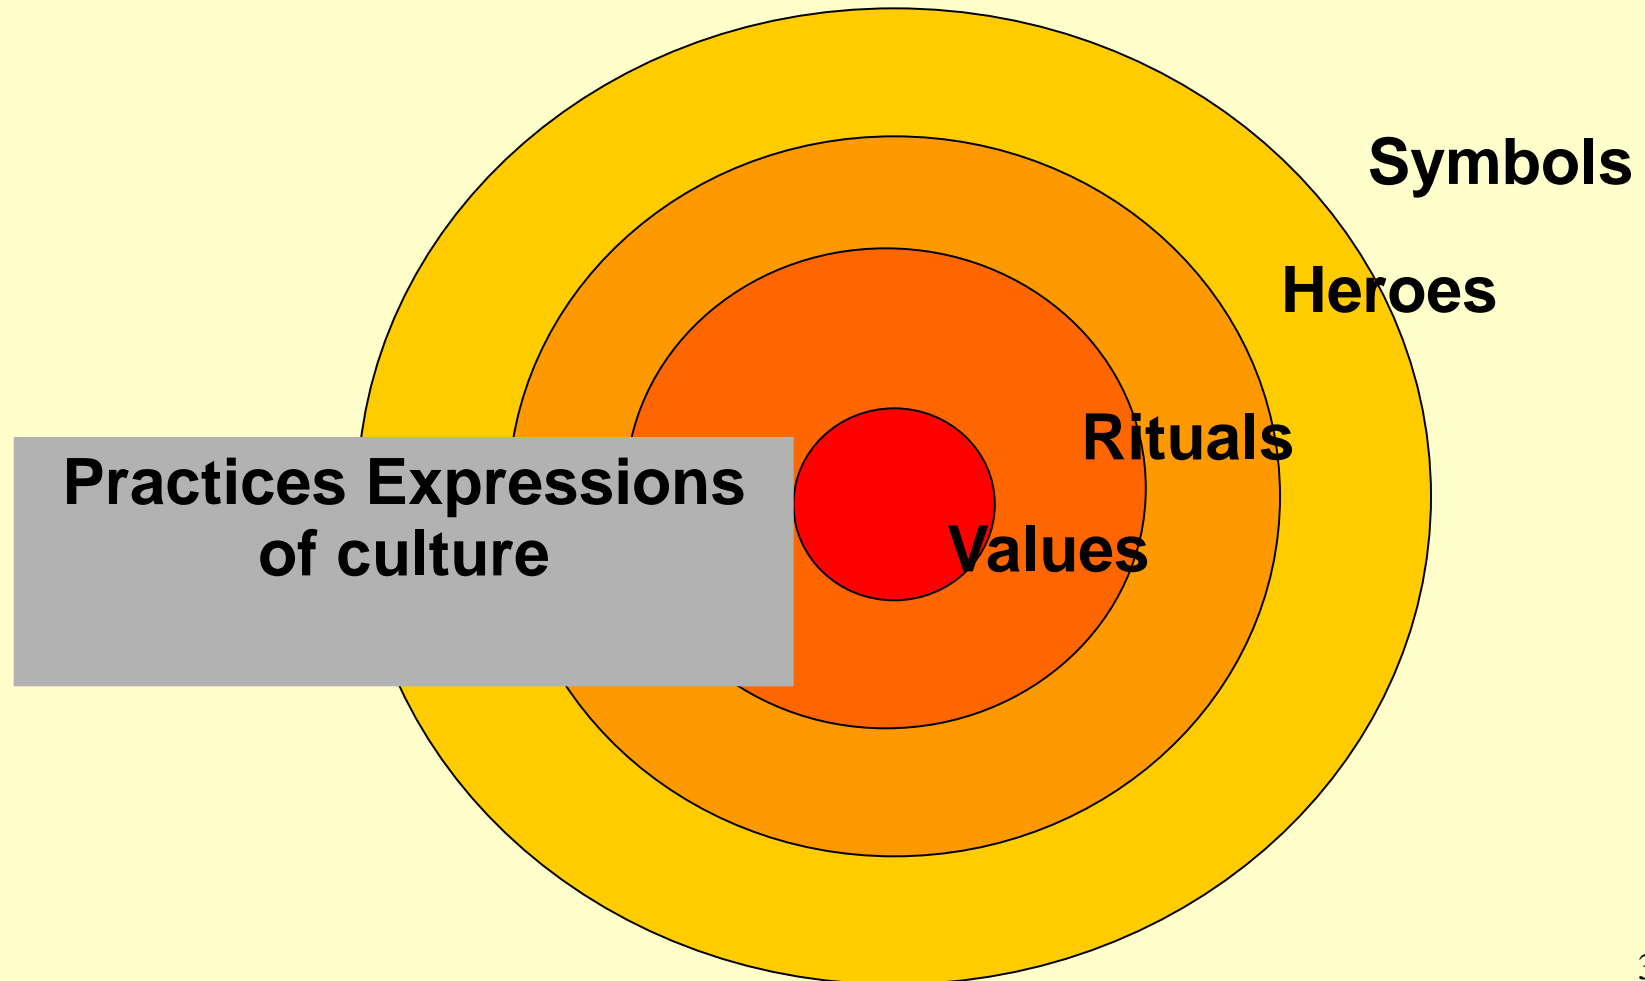 Symbols
Heroes
Rituals
Practices Expressions
of culture
Values